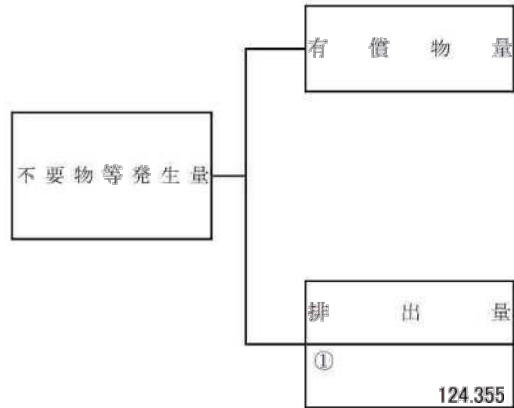 有償物量
不要物等発生量
排出量
①
124.355